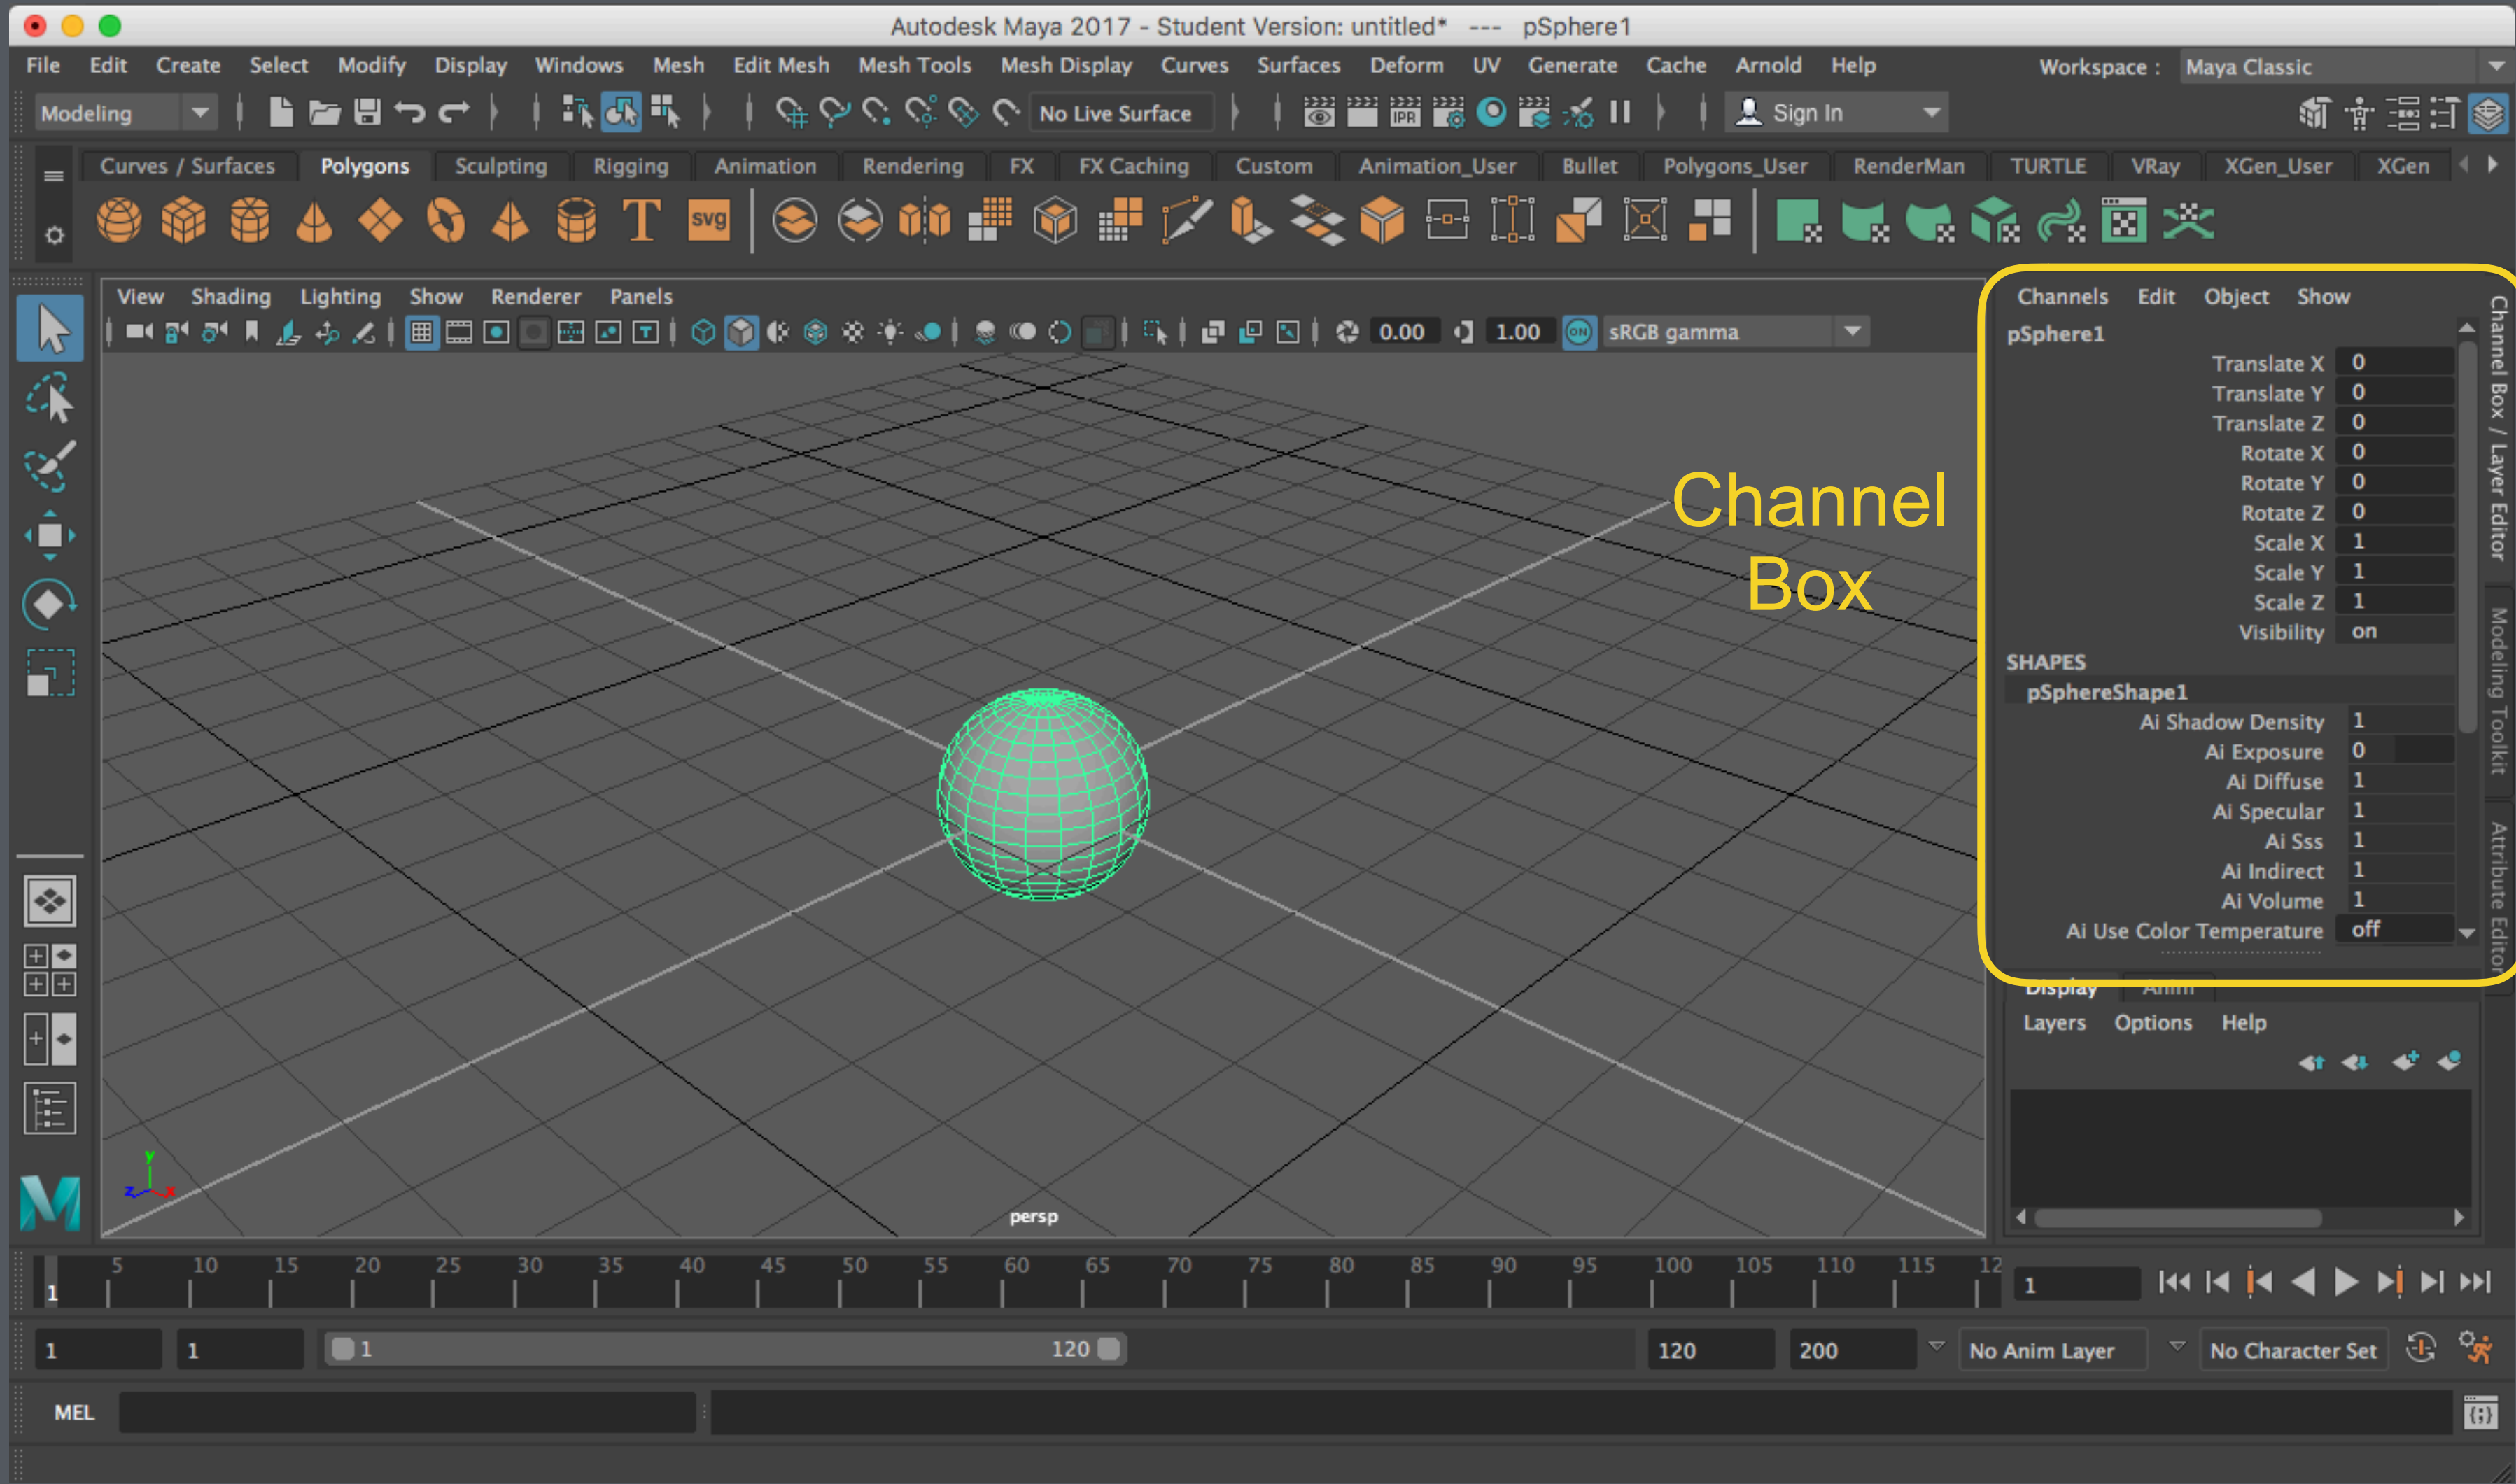 Autodesk Maya 2017 - Student Version: untitled* --- pSphere1
File Edit Create Select Modify Display Windows Mesh Edit Mesh Mesh Tools Mesh Display Curves Surfaces Deform UV Generate Cache Arnold Help Workspace : Maya Classic
Modeling IPR No Live Surface Sign In
Curves / Surfaces Polygons Sculpting Rigging Animation Rendering FX FX Caching Custom Animation_User Bullet Polygons_User RenderMan TURTLE VRay XGen_User XGen
T svg
View Shading Lighting Show Renderer Panels
0.00 1.00 ON sRGB gamma
Channels Edit Object Show
pSphere1
Translate X 0
Translate Y 0
Translate Z 0
Rotate X 0
Rotate Y 0
Rotate Z 0
Scale X 1
Scale Y 1
Scale Z 1
Visibility on
SHAPES
pSphereShape1
Ai Shadow Density 1
Ai Exposure 0
Ai Diffuse 1
Ai Specular 1
Ai Sss 1
Ai Indirect 1
Ai Volume 1
Ai Use Color Temperature off
Channel Box / Layer Editor
Modeling Toolkit
Attribute Editor
Channel
Box
Display Anim
Layers Options Help
y
z x
persp
5 10 15 20 25 30 35 40 45 50 55 60 65 70 75 80 85 90 95 100 105 110 115 12
1 1
1 1 1 120 120 200 No Anim Layer No Character Set
MEL {;}